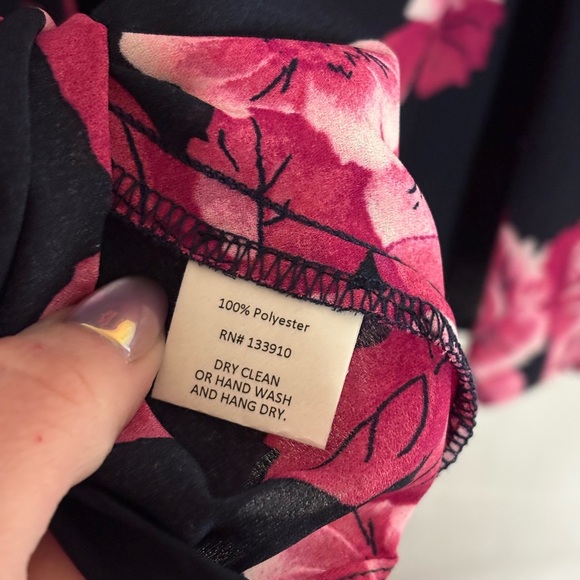 100% Polyester
RN# 133910
DRY CLEAN
OR HAND WASH
AND HANG DRY.